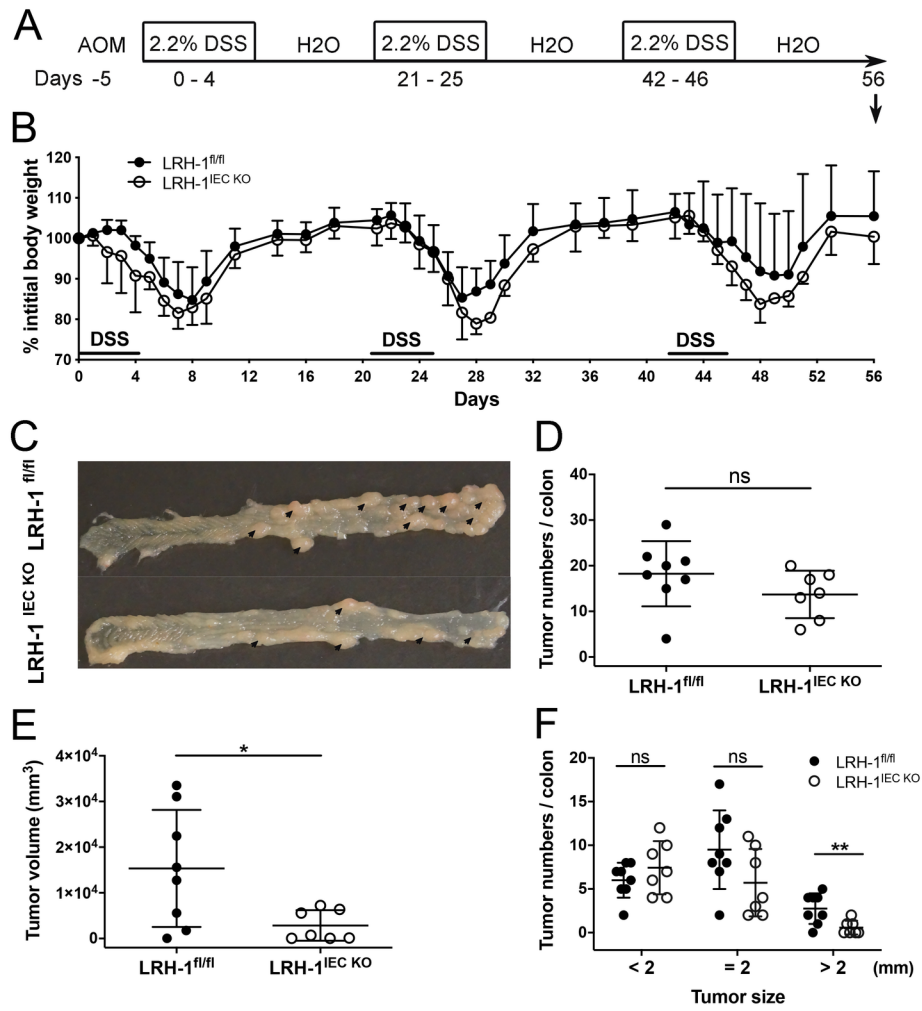 A
AOM 2.2% DSS H2O 2.2% DSS H2O 2.2% DSS H2O
Days -5 0 - 4 21 - 25 42 - 46 56
B
% intitial body weight
120
110
100
90
80
70
LRH-1fl/fl
LRH-1IEC KO
DSS DSS DSS
0 4 8 12 16 20 24 28 32 36 40 44 48 52 56
Days
C
LRH-1 fl/fl
LRH-1 IEC KO
D
Tumor numbers / colon
40
30
20
10
0
ns
LRH-1fl/fl LRH-1IEC KO
E
Tumor volume (mm3)
4×104
3×104
2×104
1×104
0
*
LRH-1fl/fl LRH-1IEC KO
F
Tumor numbers / colon
20
15
10
5
0
ns ns **
LRH-1fl/fl
LRH-1IEC KO
< 2 = 2 > 2 (mm)
Tumor size